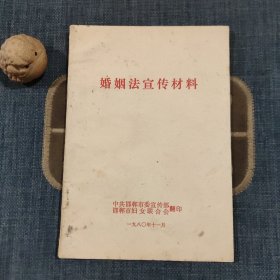 婚姻法宣传材料
中共邯郸市委宣传部
邯郸市妇女联合会 翻印
一九八〇年十一月